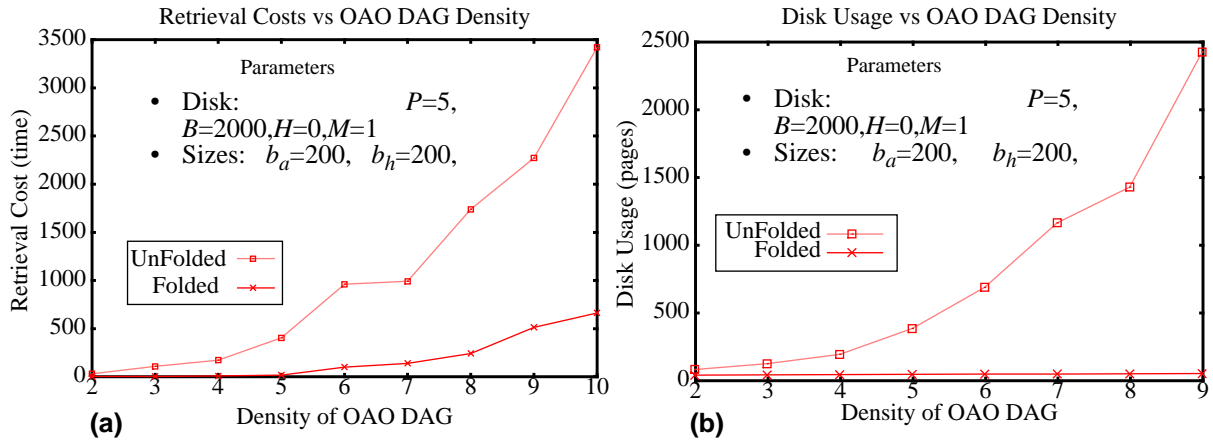 Retrieval Costs vs OAO DAG Density
3500
3000
2500
2000
1500
1000
500
0
Retrieval Cost (time)
Parameters
• Disk: P=5,
B=2000,H=0,M=1
• Sizes: b_a=200, b_h=200,
UnFolded
Folded
2 3 4 5 6 7 8 9 10
Density of OAO DAG
(a)
Disk Usage vs OAO DAG Density
2500
2000
1500
1000
500
0
Disk Usage (pages)
Parameters
• Disk: P=5,
B=2000,H=0,M=1
• Sizes: b_a=200, b_h=200,
UnFolded
Folded
2 3 4 5 6 7 8 9
Density of OAO DAG
(b)